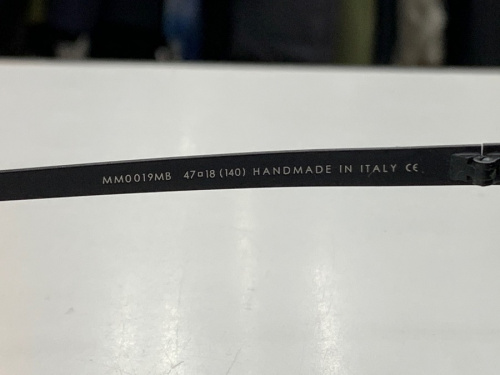 MM0019MB 47▫18 (140) HANDMADE IN ITALY CE